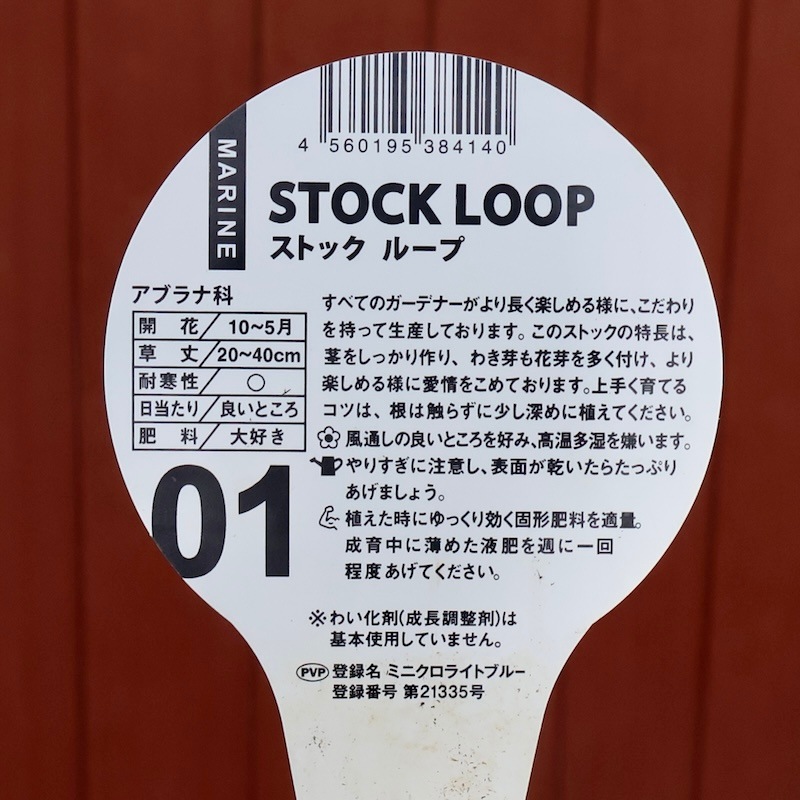 4 560195 384140
MARINE
STOCK LOOP
ストック ループ
アブラナ科
開 花/10~5月
草 丈/20~40cm
耐寒性/○
日当たり/良いところ
肥 料/大好き
01
すべてのガーデナーがより長く楽しめる様に、こだわり
を持って生産しております。このストックの特長は、
茎をしっかり作り、わき芽も花芽を多く付け、より
楽しめる様に愛情をこめております。上手く育てる
コツは、根は触らずに少し深めに植えてください。
風通しの良いところを好み、高温多湿を嫌います。
やりすぎに注意し、表面が乾いたらたっぷり
あげましょう。
植えた時にゆっくり効く固形肥料を適量。
成育中に薄めた液肥を週に一回
程度あげてください。
※わい化剤(成長調整剤)は
基本使用していません。
PVP 登録名 ミニクロライトブルー
登録番号 第21335号